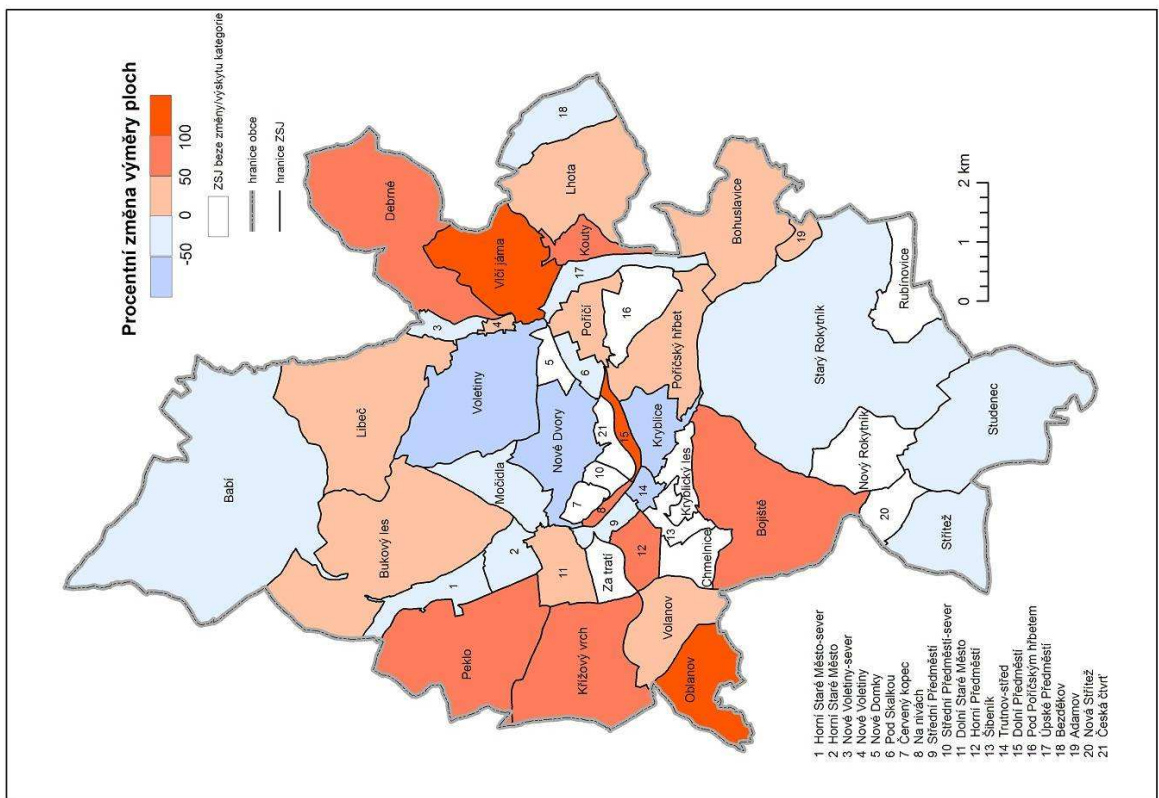 Procentní změna výměry ploch
-50
0
50
100
ZSJ beze změny/výskytu kategorie
hranice obce
hranice ZSJ
Babí
Libeč
Bukový les
Debrné
Vlčí jáma
Lhota
18
Kouty
17
3
4
Voletiny
5
6
Poříčí
16
Poříčský hřbet
Bohuslavice
19
Močidla
Nové Dvory
21
15
10
7
8
9
14
Kryblice
Kryblický les
13
12
Za tratí
11
2
1
Peklo
Křížový vrch
Volanov
Oblanov
Chmelnice
Bojiště
Starý Rokytník
Rubínovice
Nový Rokytník
20
Střítež
Studenec
0
1
2 km
1 Horní Staré Město-sever
2 Horní Staré Město
3 Nové Voletiny-sever
4 Nové Voletiny
5 Nové Domky
6 Pod Skalkou
7 Červený kopec
8 Na nivách
9 Střední Předměstí
10 Střední Předměstí-sever
11 Dolní Staré Město
12 Horní Předměstí
13 Šibeník
14 Trutnov-střed
15 Dolní Předměstí
16 Pod Poříčským hřbetem
17 Úpské Předměstí
18 Bezděkov
19 Adamov
20 Nová Střítež
21 Česká čtvrť